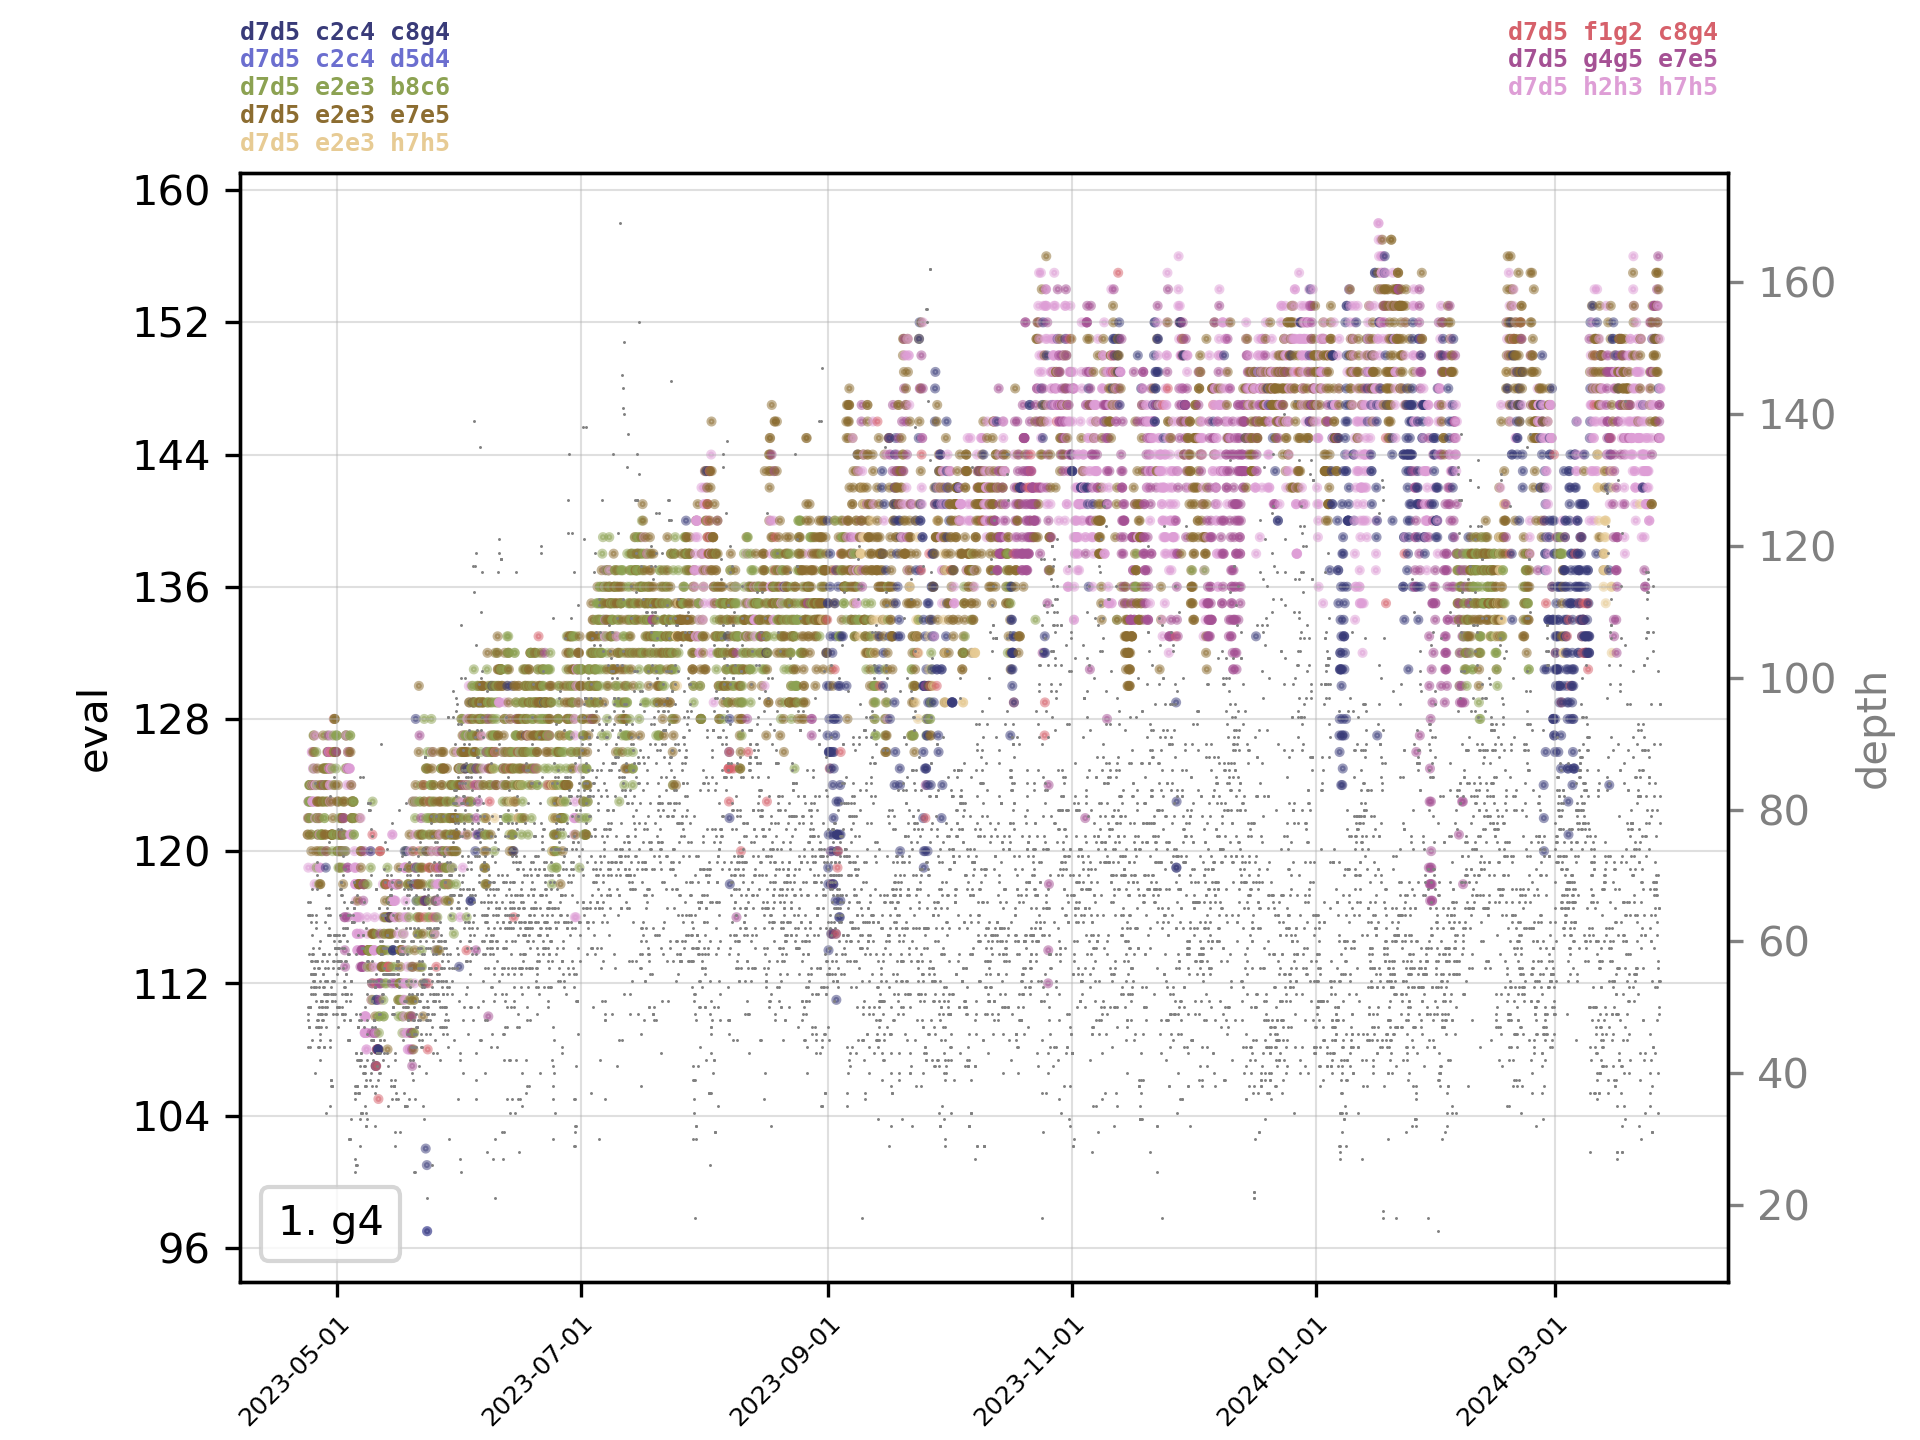 d7d5 c2c4 c8g4
d7d5 c2c4 d5d4
d7d5 e2e3 b8c6
d7d5 e2e3 e7e5
d7d5 e2e3 h7h5
d7d5 f1g2 c8g4
d7d5 g4g5 e7e5
d7d5 h2h3 h7h5
eval
160
152
144
136
128
120
112
104
96
1. g4
depth
160
140
120
100
80
60
40
20
2023-05-01
2023-07-01
2023-09-01
2023-11-01
2024-01-01
2024-03-01